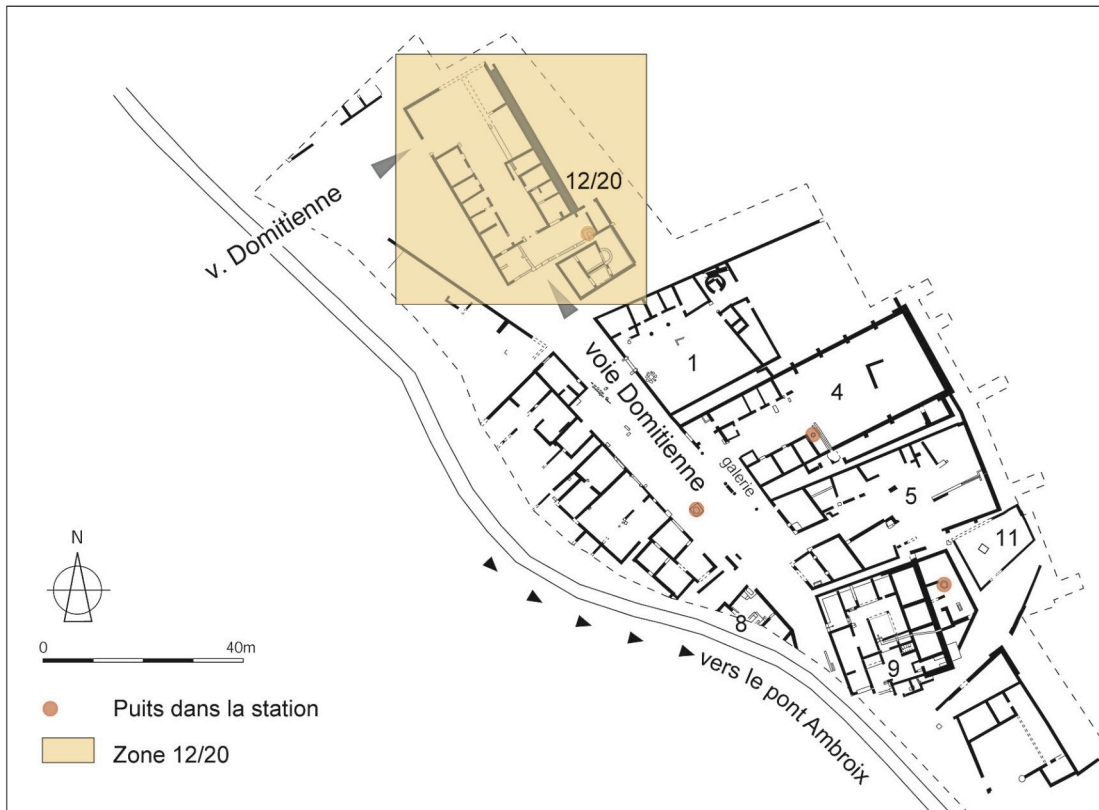 12/20
v. Domitienne
1
voie Domitienne
4
galerie
5
11
N
8
9
0 40m
vers le pont Ambroix
Puits dans la station
Zone 12/20